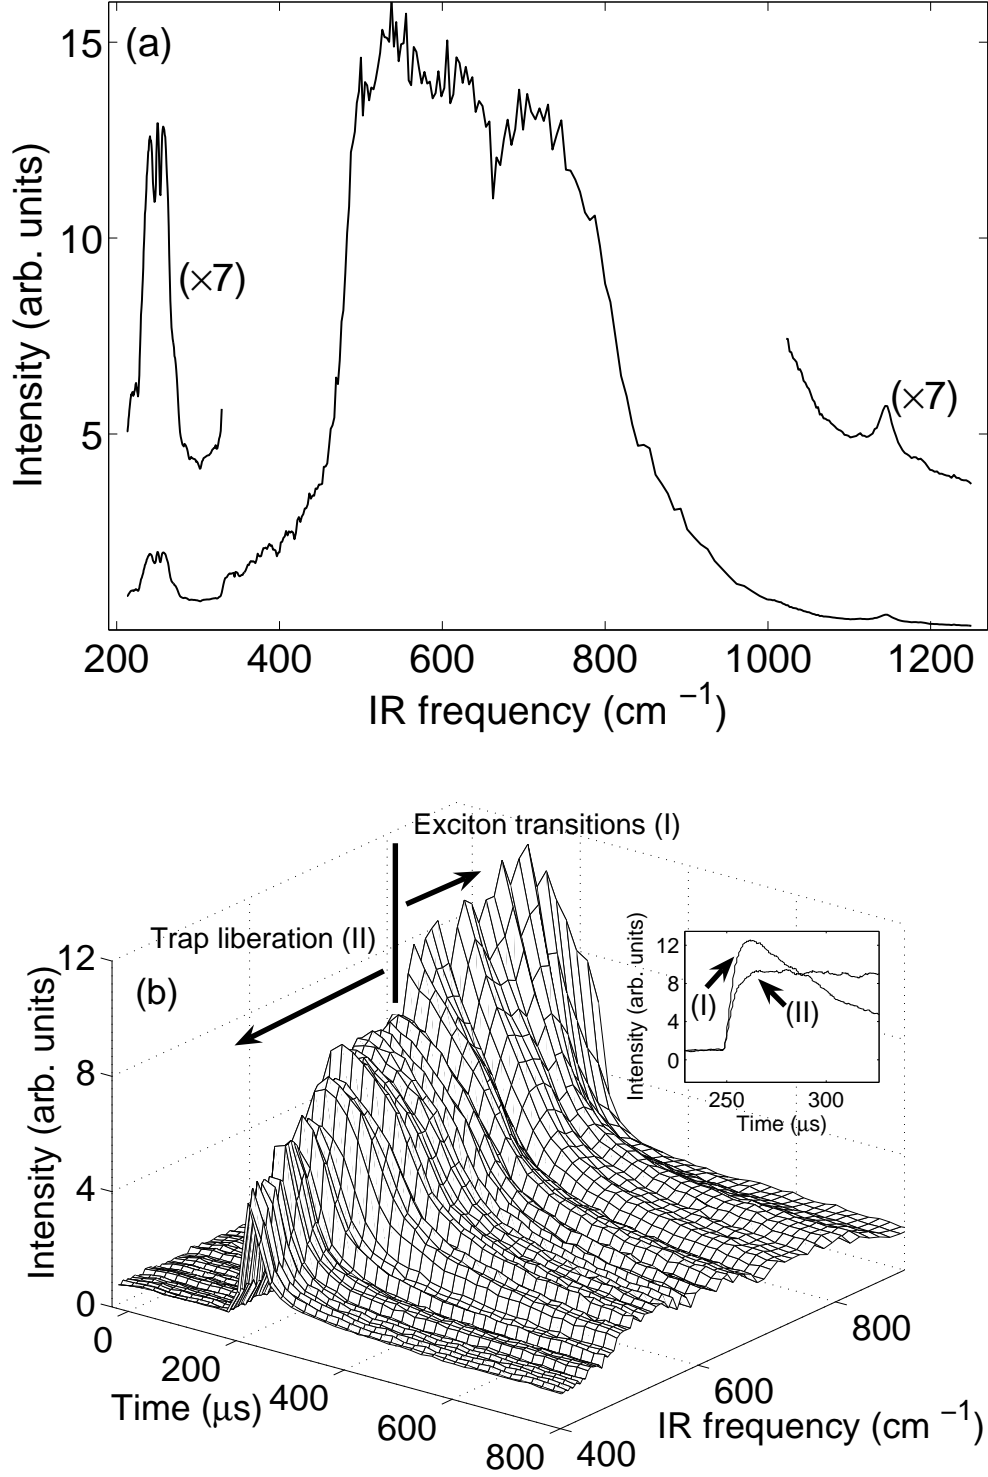 (a)
15
10
5
Intensity (arb. units)
(×7)
(×7)
200 400 600 800 1000 1200
IR frequency (cm −1)
Exciton transitions (I)
Trap liberation (II)
(b)
12
8
4
0
Intensity (arb. units)
0
200
400
600
800
Time (μs)
400
600
800
IR frequency (cm −1)
12
8
4
0
Intensity (arb. units)
(I)
(II)
250 300
Time (μs)